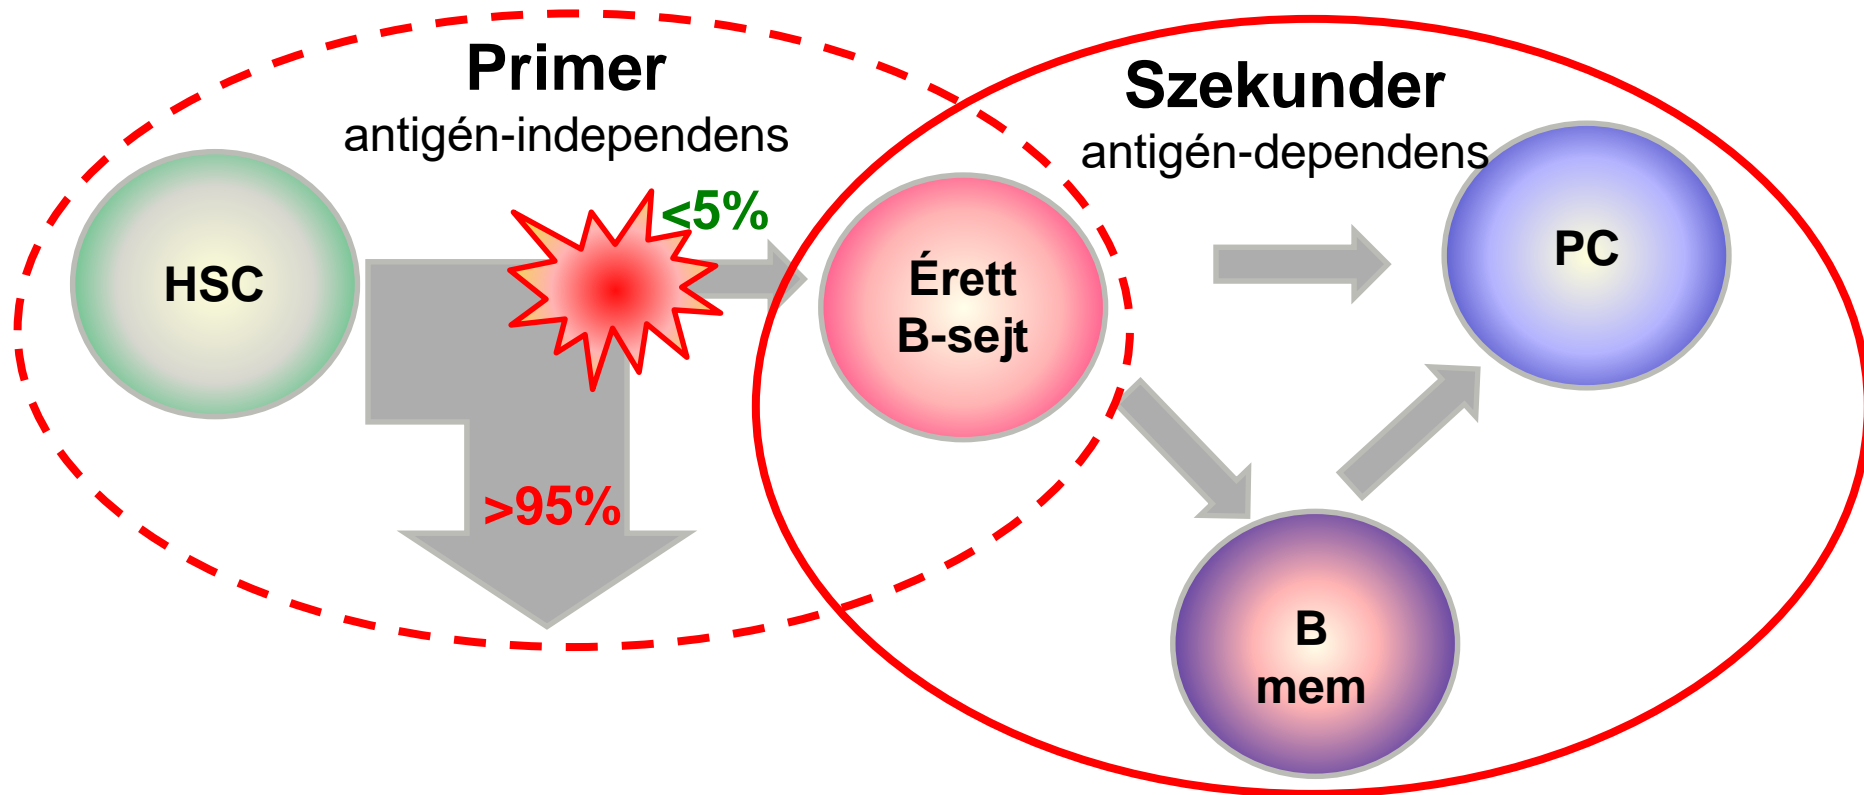 Primer
antigén-independens
Szekunder
antigén-dependens
HSC
<5%
>95%
Érett
B-sejt
PC
B
mem